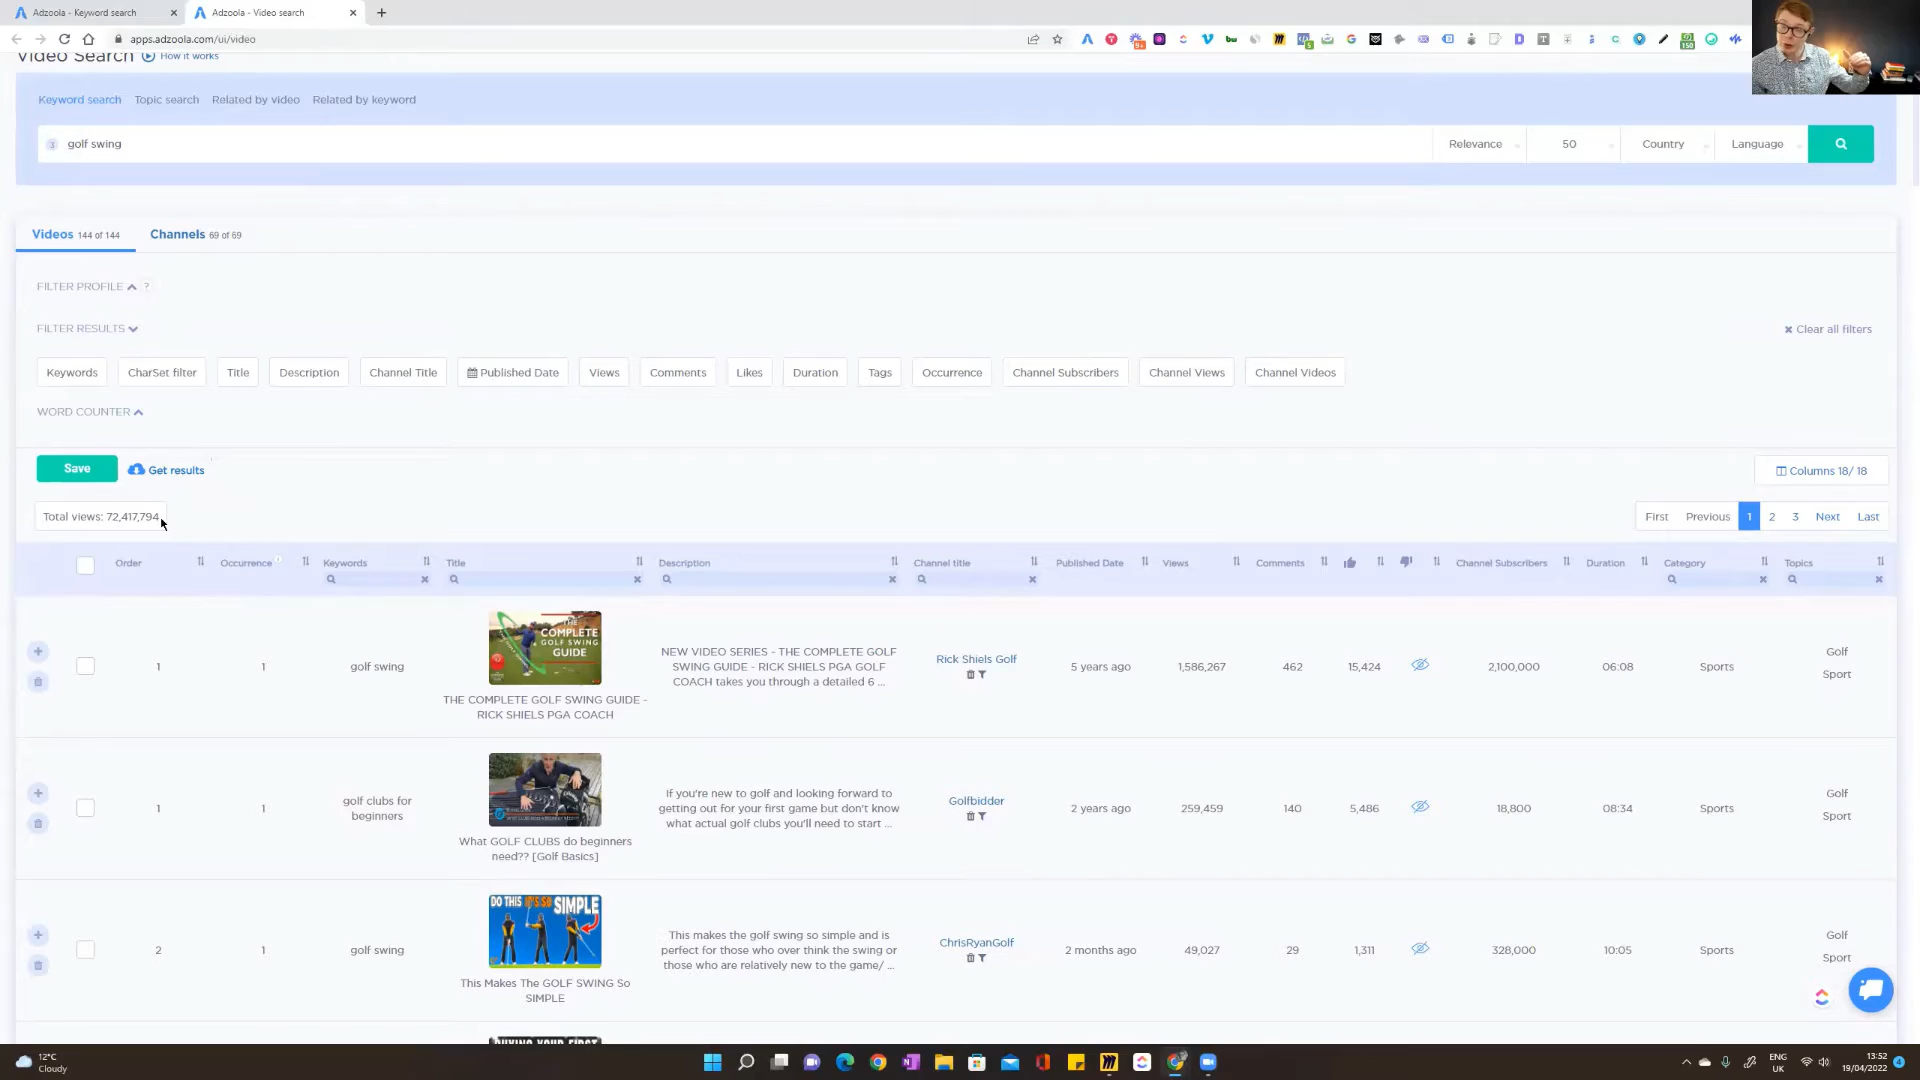 Adzoola - Keyword search
Adzoola - Video search
apps.adzoola.com/ui/video
Video Search How it works
Keyword search Topic search Related by video Related by keyword
3 golf swing Relevance 50 Country Language
Videos 144 of 144 Channels 69 of 69
FILTER PROFILE ?
FILTER RESULTS Clear all filters
Keywords CharSet filter Title Description Channel Title Published Date Views Comments Likes Duration Tags Occurrence Channel Subscribers Channel Views Channel Videos
WORD COUNTER
Save Get results Columns 18/ 18
Total views: 72,417,794 First Previous 1 2 3 Next Last
Order Occurrence Keywords Title Description Channel title Published Date Views Comments Channel Subscribers Duration Category Topics
THE
COMPLETE
GOLF SWING
GUIDE
1 1 golf swing
THE COMPLETE GOLF SWING GUIDE -
RICK SHIELS PGA COACH
NEW VIDEO SERIES - THE COMPLETE GOLF
SWING GUIDE - RICK SHIELS PGA GOLF
COACH takes you through a detailed 6 ...
Rick Shiels Golf
5 years ago 1,586,267 462 15,424 2,100,000 06:08 Sports
Golf
Sport
1 1
golf clubs for
beginners
What GOLF CLUBS do beginners
need?? [Golf Basics]
If you're new to golf and looking forward to
getting out for your first game but don't know
what actual golf clubs you'll need to start ...
Golfbidder
2 years ago 259,459 140 5,486 18,800 08:34 Sports
Golf
Sport
2 1 golf swing
DO THIS IT'S SO SIMPLE
This Makes The GOLF SWING So
SIMPLE
This makes the golf swing so simple and is
perfect for those who over think the swing or
those who are relatively new to the game/ ...
ChrisRyanGolf
2 months ago 49,027 29 1,311 328,000 10:05 Sports
Golf
Sport
BUYING YOUR FIRST
12°C
Cloudy
ENG
UK
13:52
19/04/2022